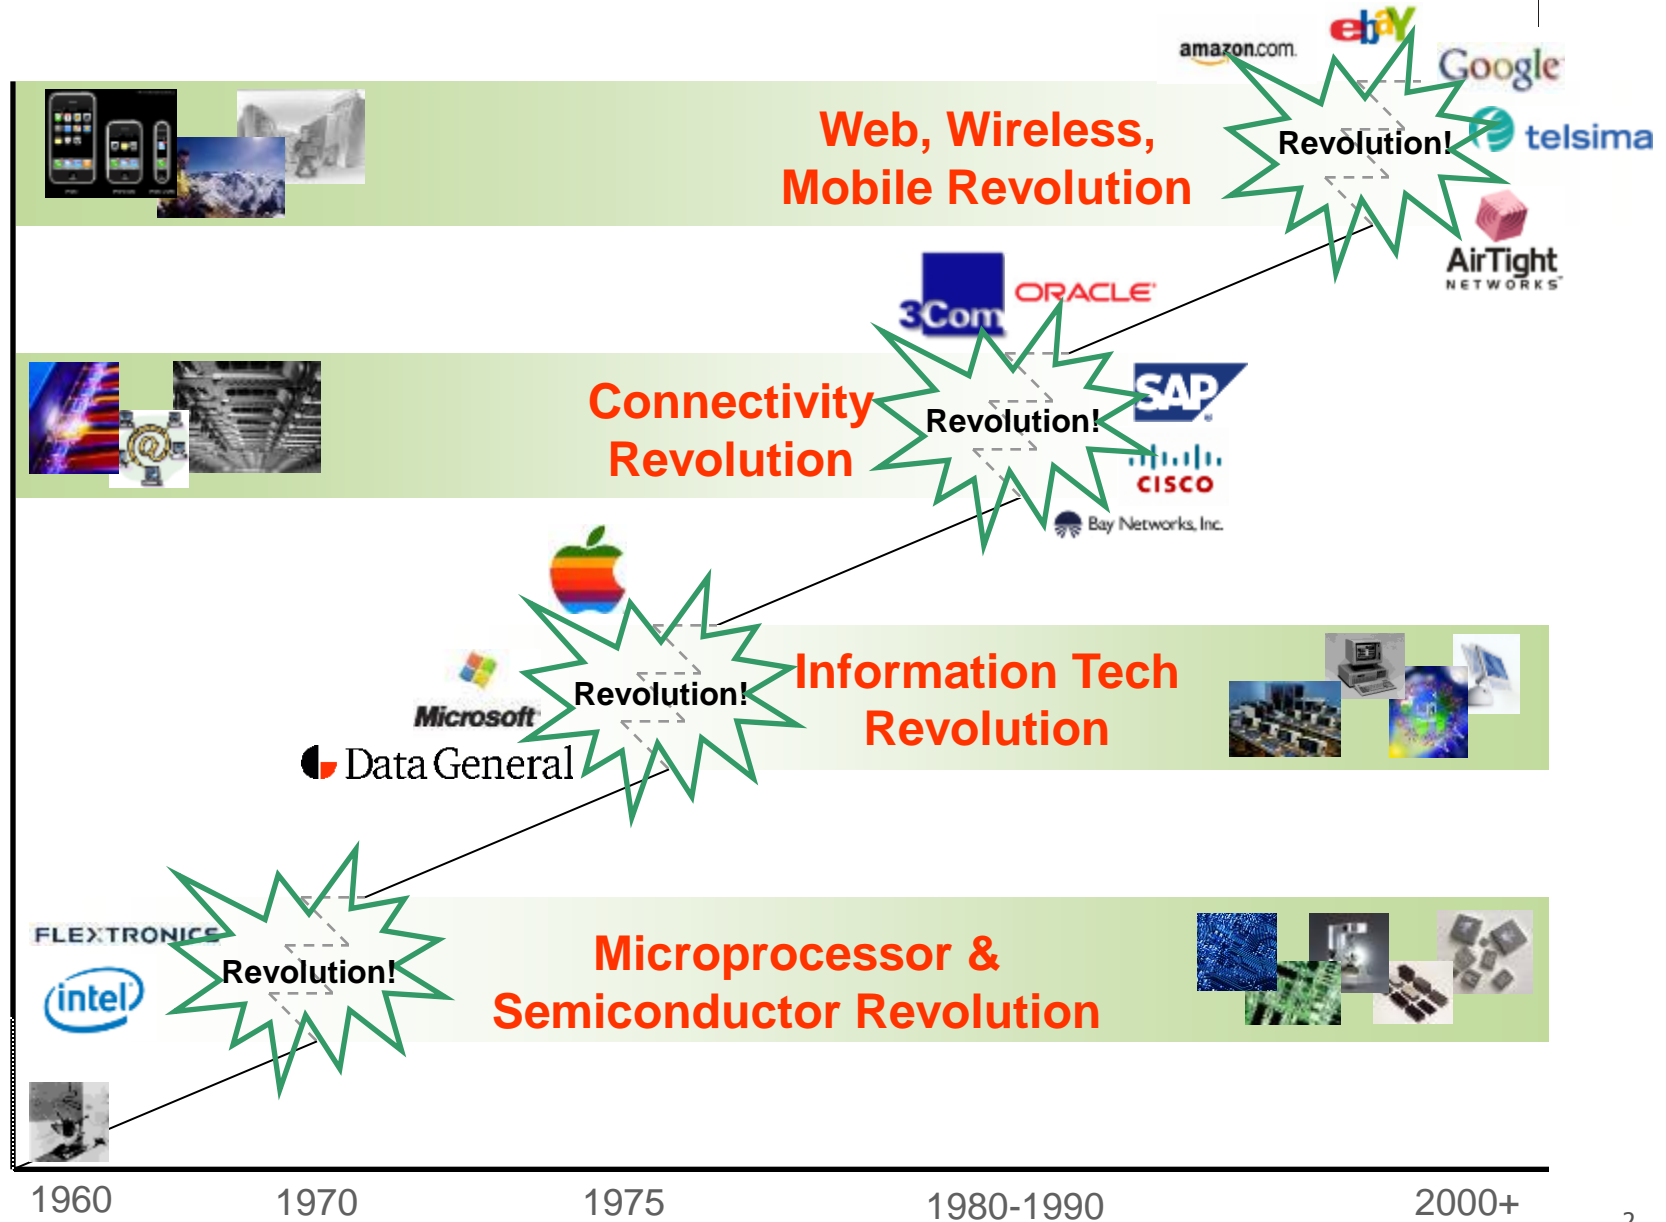 amazon.com.
ebaY
Google
Web, Wireless,
Mobile Revolution
Revolution!
telsima
AirTight
NETWORKS
3Com
ORACLE
Connectivity
Revolution
Revolution!
SAP
CISCO
Bay Networks, Inc.
Microsoft
Data General
Revolution!
Information Tech
Revolution
FLEXTRONICS
intel
Revolution!
Microprocessor &
Semiconductor Revolution
1960
1970
1975
1980-1990
2000+